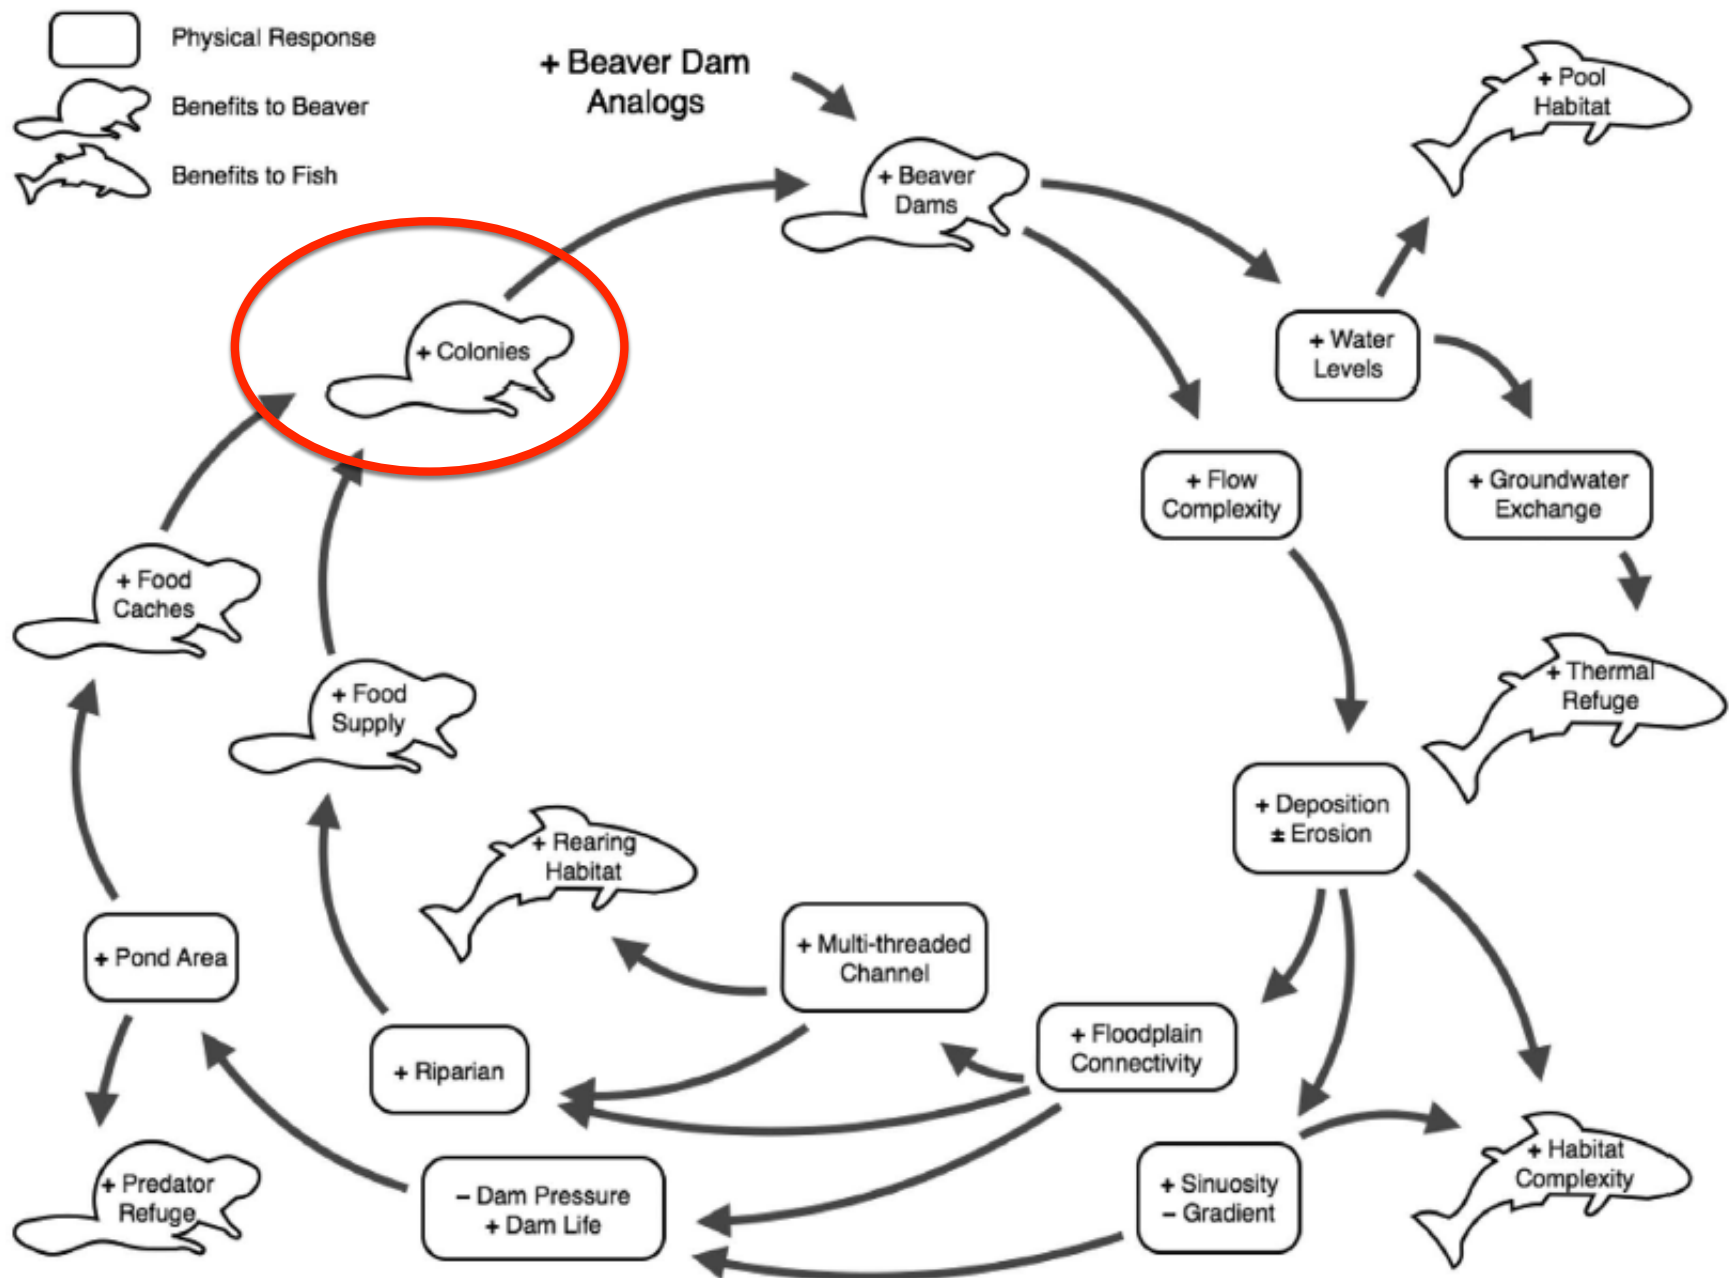 Physical Response
Benefits to Beaver
Benefits to Fish
+ Beaver Dam
Analogs
+ Beaver
Dams
+ Pool
Habitat
+ Colonies
+ Water
Levels
+ Flow
Complexity
+ Groundwater
Exchange
+ Food
Caches
+ Food
Supply
+ Thermal
Refuge
+ Deposition
± Erosion
+ Rearing
Habitat
+ Multi-threaded
Channel
+ Pond Area
+ Floodplain
Connectivity
+ Riparian
+ Predator
Refuge
− Dam Pressure
+ Dam Life
+ Sinuosity
− Gradient
+ Habitat
Complexity